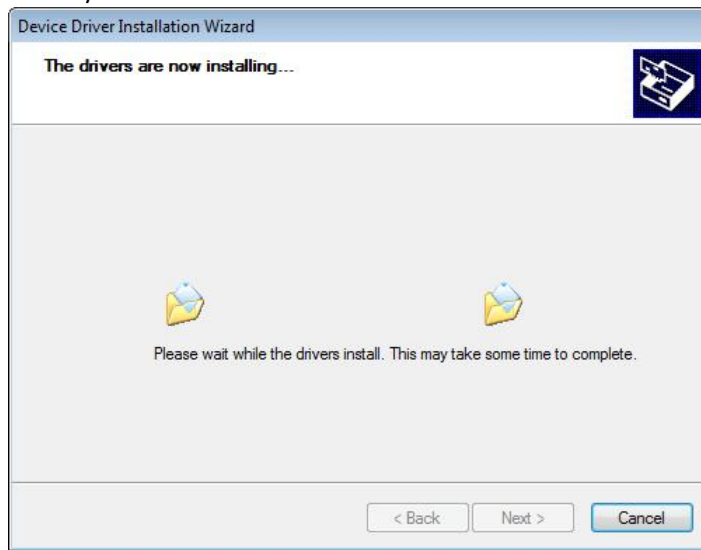 Device Driver Installation Wizard
The drivers are now installing...
Please wait while the drivers install. This may take some time to complete.
< Back Next > Cancel